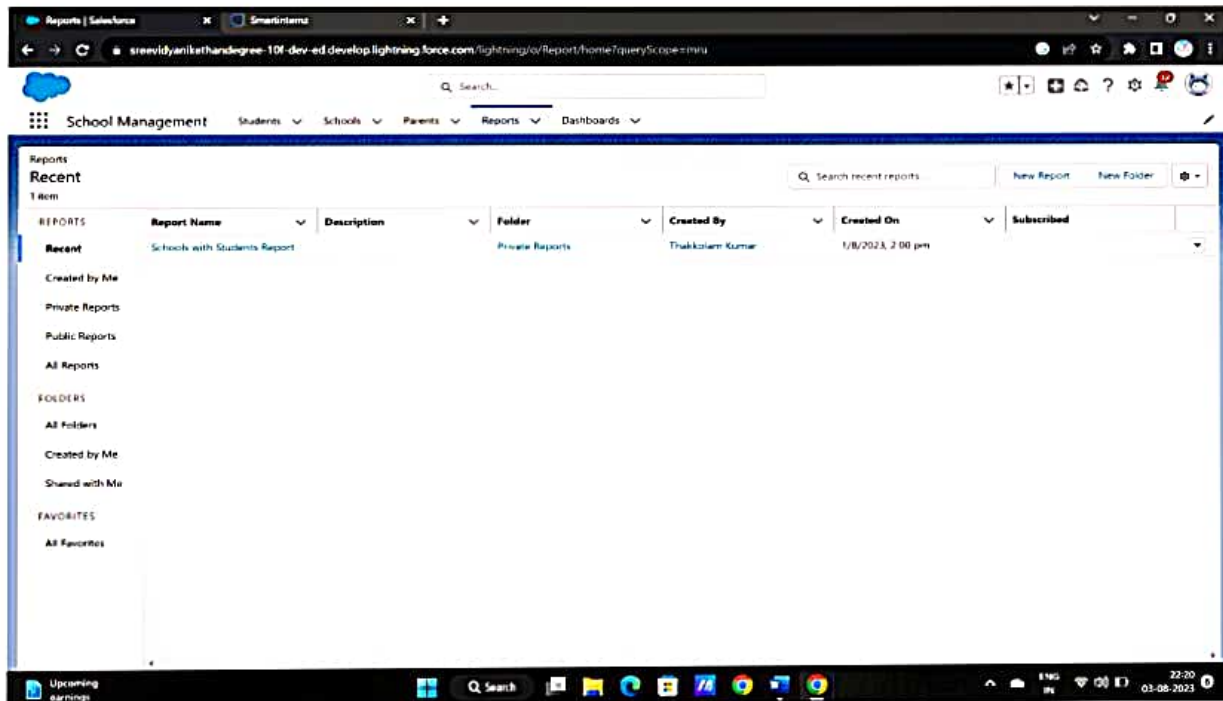 Reports | Salesforce
Smartinternz
sreevidyanikethandegree-10f-dev-ed.develop.lightning.force.com/lightning/o/Report/home?queryScope=mru
Search...
School Management Students Schools Parents Reports Dashboards
Reports
Recent
1 item
Search recent reports...
New Report New Folder
REPORTS
Report Name Description Folder Created By Created On Subscribed
Recent
Schools with Students Report Private Reports Thakkolam Kumar 1/8/2023, 2:00 pm
Created by Me
Private Reports
Public Reports
All Reports
FOLDERS
All Folders
Created by Me
Shared with Me
FAVORITES
All Favorites
Upcoming
earnings
Search
ENG
IN
22:20
03-08-2023